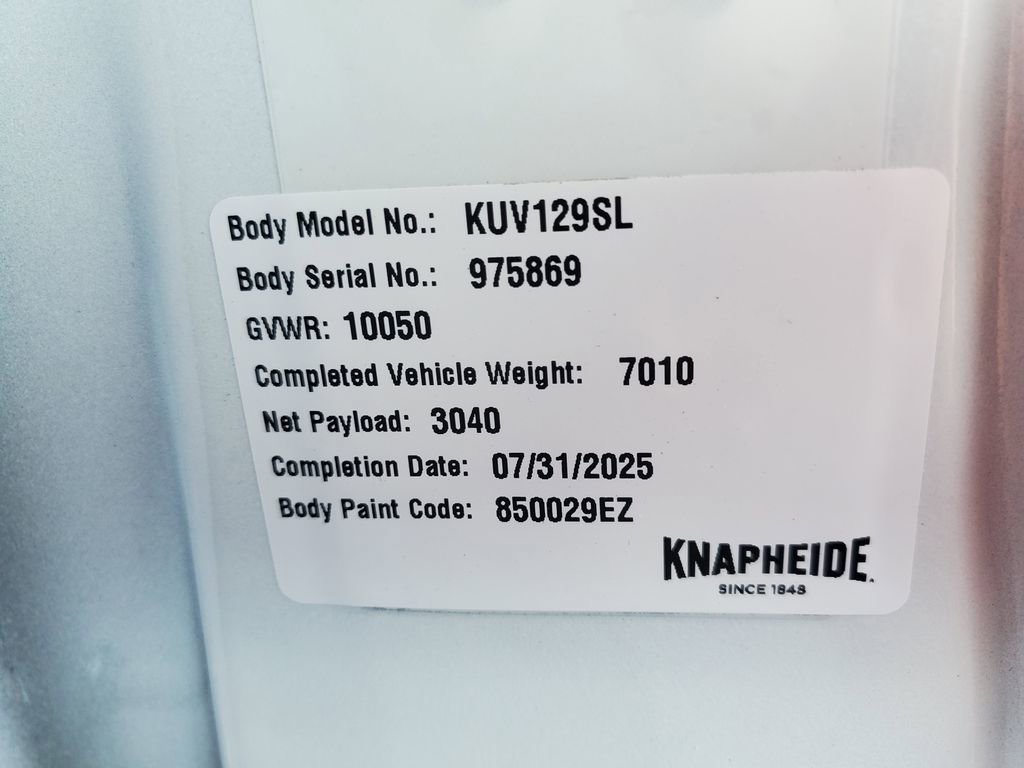 Body Model No.: KUV129SL
Body Serial No.: 975869
GVWR: 10050
Completed Vehicle Weight: 7010
Net Payload: 3040
Completion Date: 07/31/2025
Body Paint Code: 850029EZ
KNAPHEIDE.
SINCE 1848